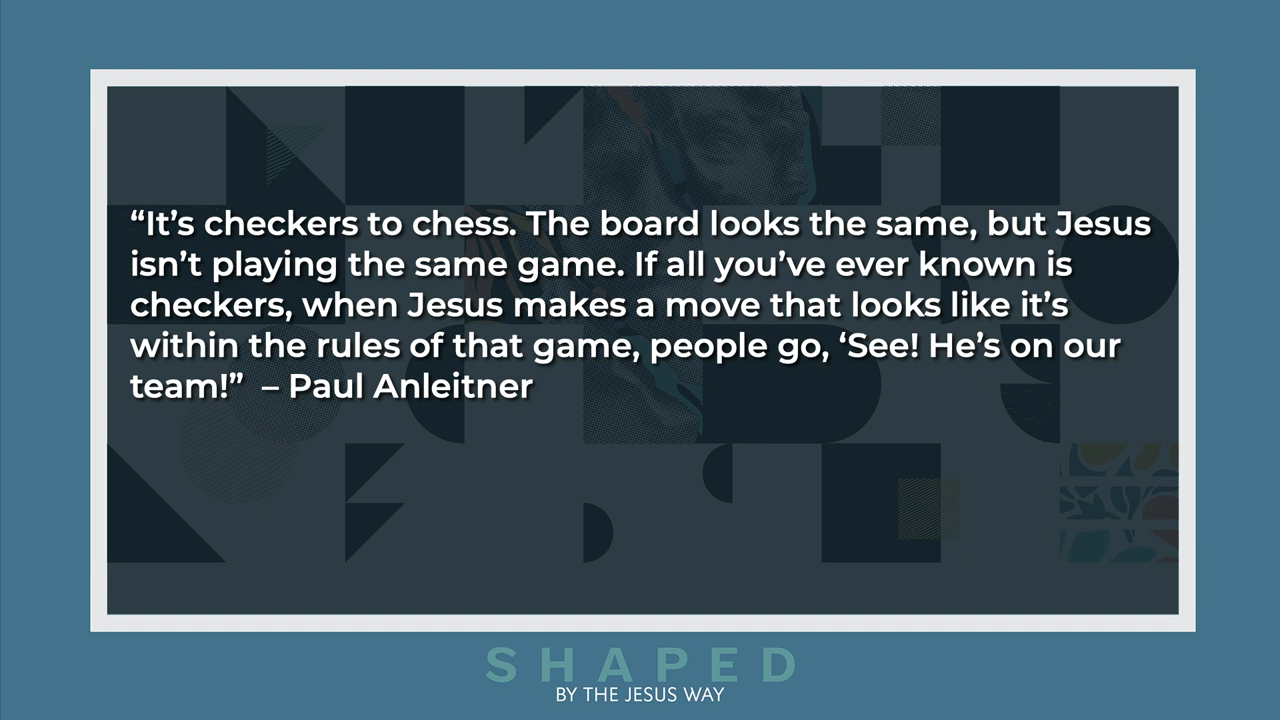 “It’s checkers to chess. The board looks the same, but Jesus
isn’t playing the same game. If all you’ve ever known is
checkers, when Jesus makes a move that looks like it’s
within the rules of that game, people go, ‘See! He’s on our
team!”  – Paul Anleitner
SHAPED
BY THE JESUS WAY